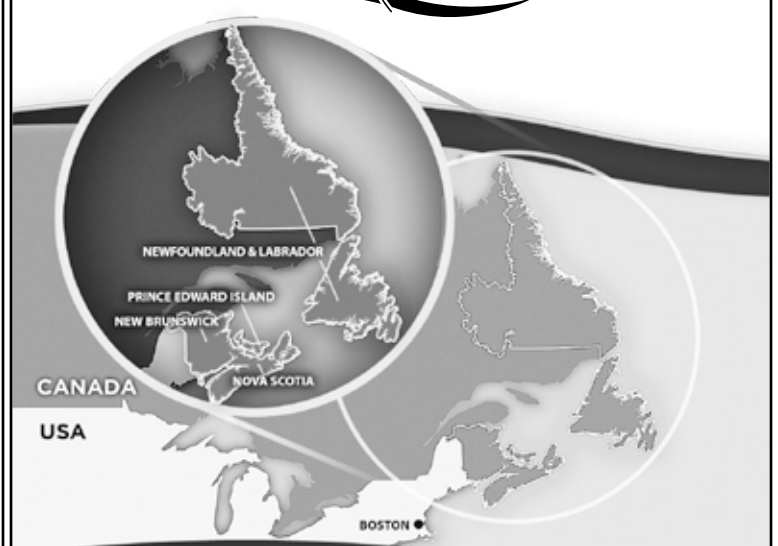 NEWFOUNDLAND & LABRADOR
PRINCE EDWARD ISLAND
NEW BRUNSWICK
NOVA SCOTIA
CANADA
USA
BOSTON